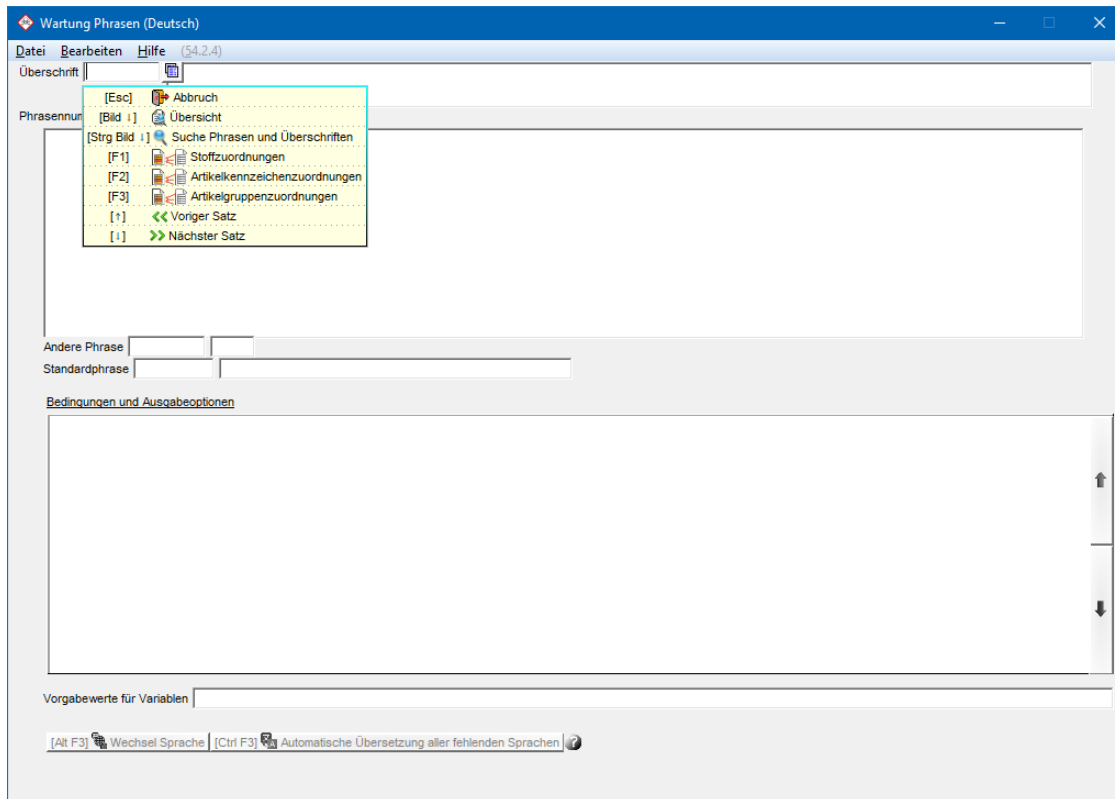 Wartung Phrasen (Deutsch)
Datei Bearbeiten Hilfe (54.2.4)
Überschrift
[Esc] Abbruch
Phrasennum [Bild ↓] Übersicht
[Strg Bild ↓] Suche Phrasen und Überschriften
[F1] Stoffzuordnungen
[F2] Artikelkennzeichenzuordnungen
[F3] Artikelgruppenzuordnungen
[↑] Voriger Satz
[↓] Nächster Satz
Andere Phrase
Standardphrase
Bedingungen und Ausgabeoptionen
Vorgabewerte für Variablen
[Alt F3] Wechsel Sprache [Ctrl F3] Automatische Übersetzung aller fehlenden Sprachen